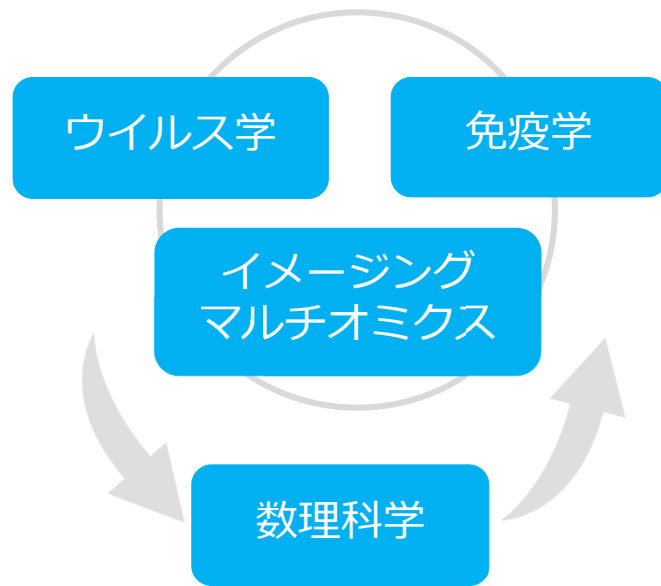 ウイルス学
免疫学
イメージング
マルチオミクス
数理科学